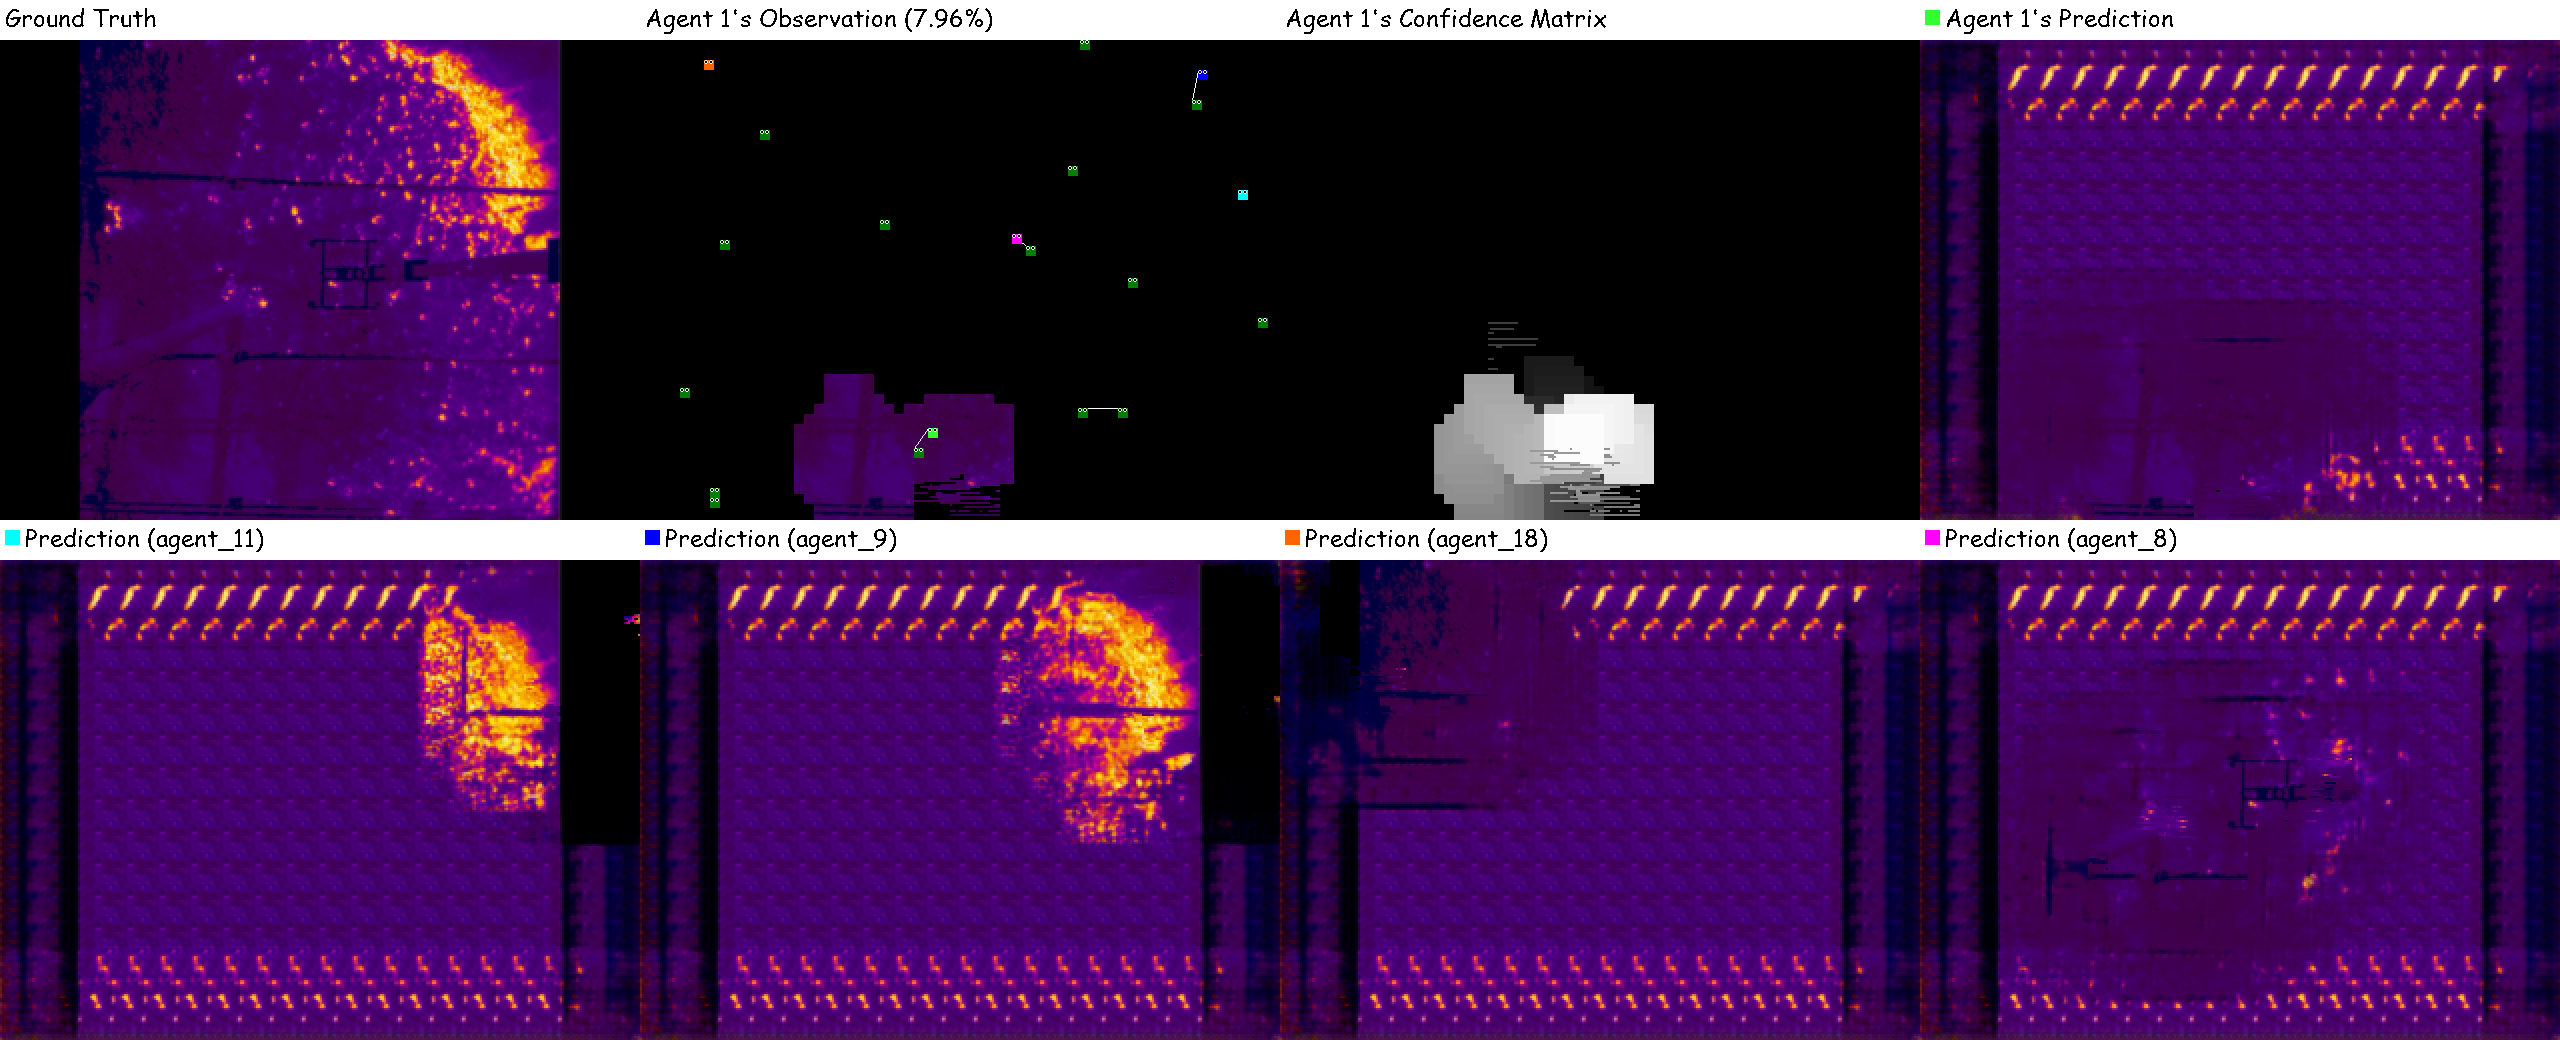 Ground Truth
Agent 1's Observation (7.96%)
Agent 1's Confidence Matrix
Agent 1's Prediction
Prediction (agent_11)
Prediction (agent_9)
Prediction (agent_18)
Prediction (agent_8)